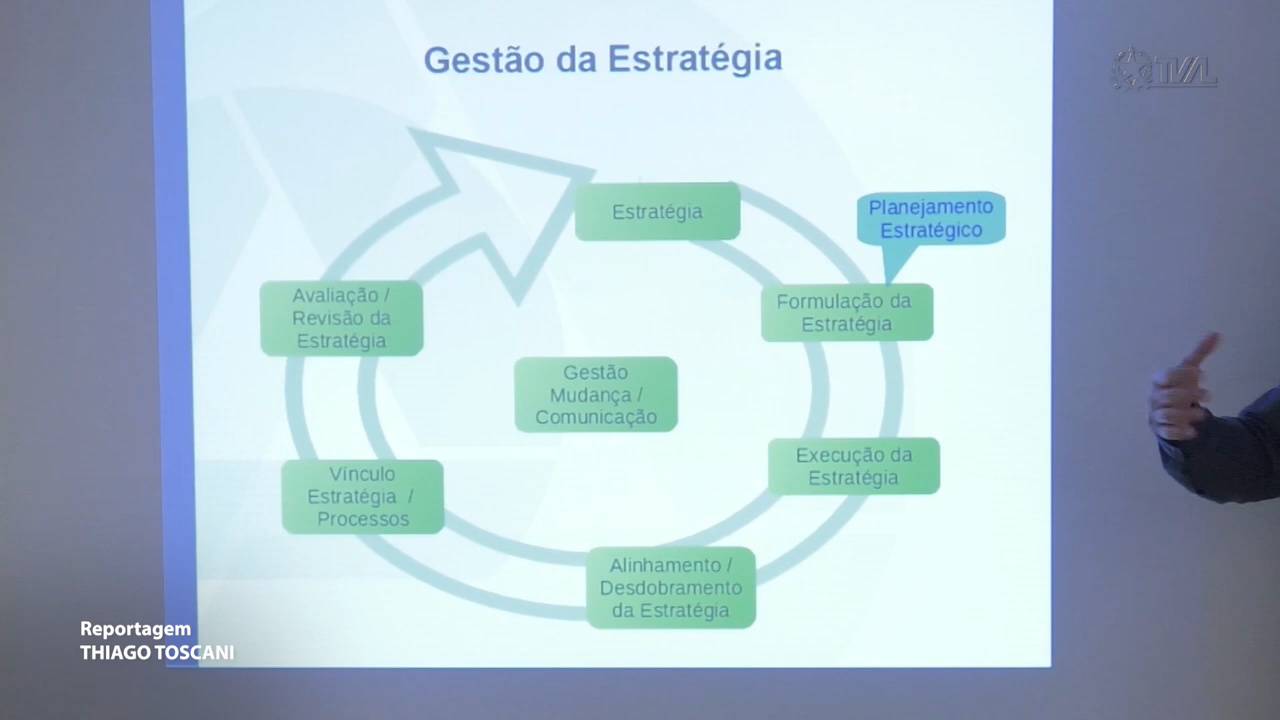 Gestão da Estratégia
TVAL
Estratégia
Planejamento
Estratégico
Formulação da
Estratégia
Avaliação /
Revisão da
Estratégia
Gestão
Mudança /
Comunicação
Execução da
Estratégia
Vínculo
Estratégia /
Processos
Alinhamento /
Desdobramento
da Estratégia
Reportagem
THIAGO TOSCANI